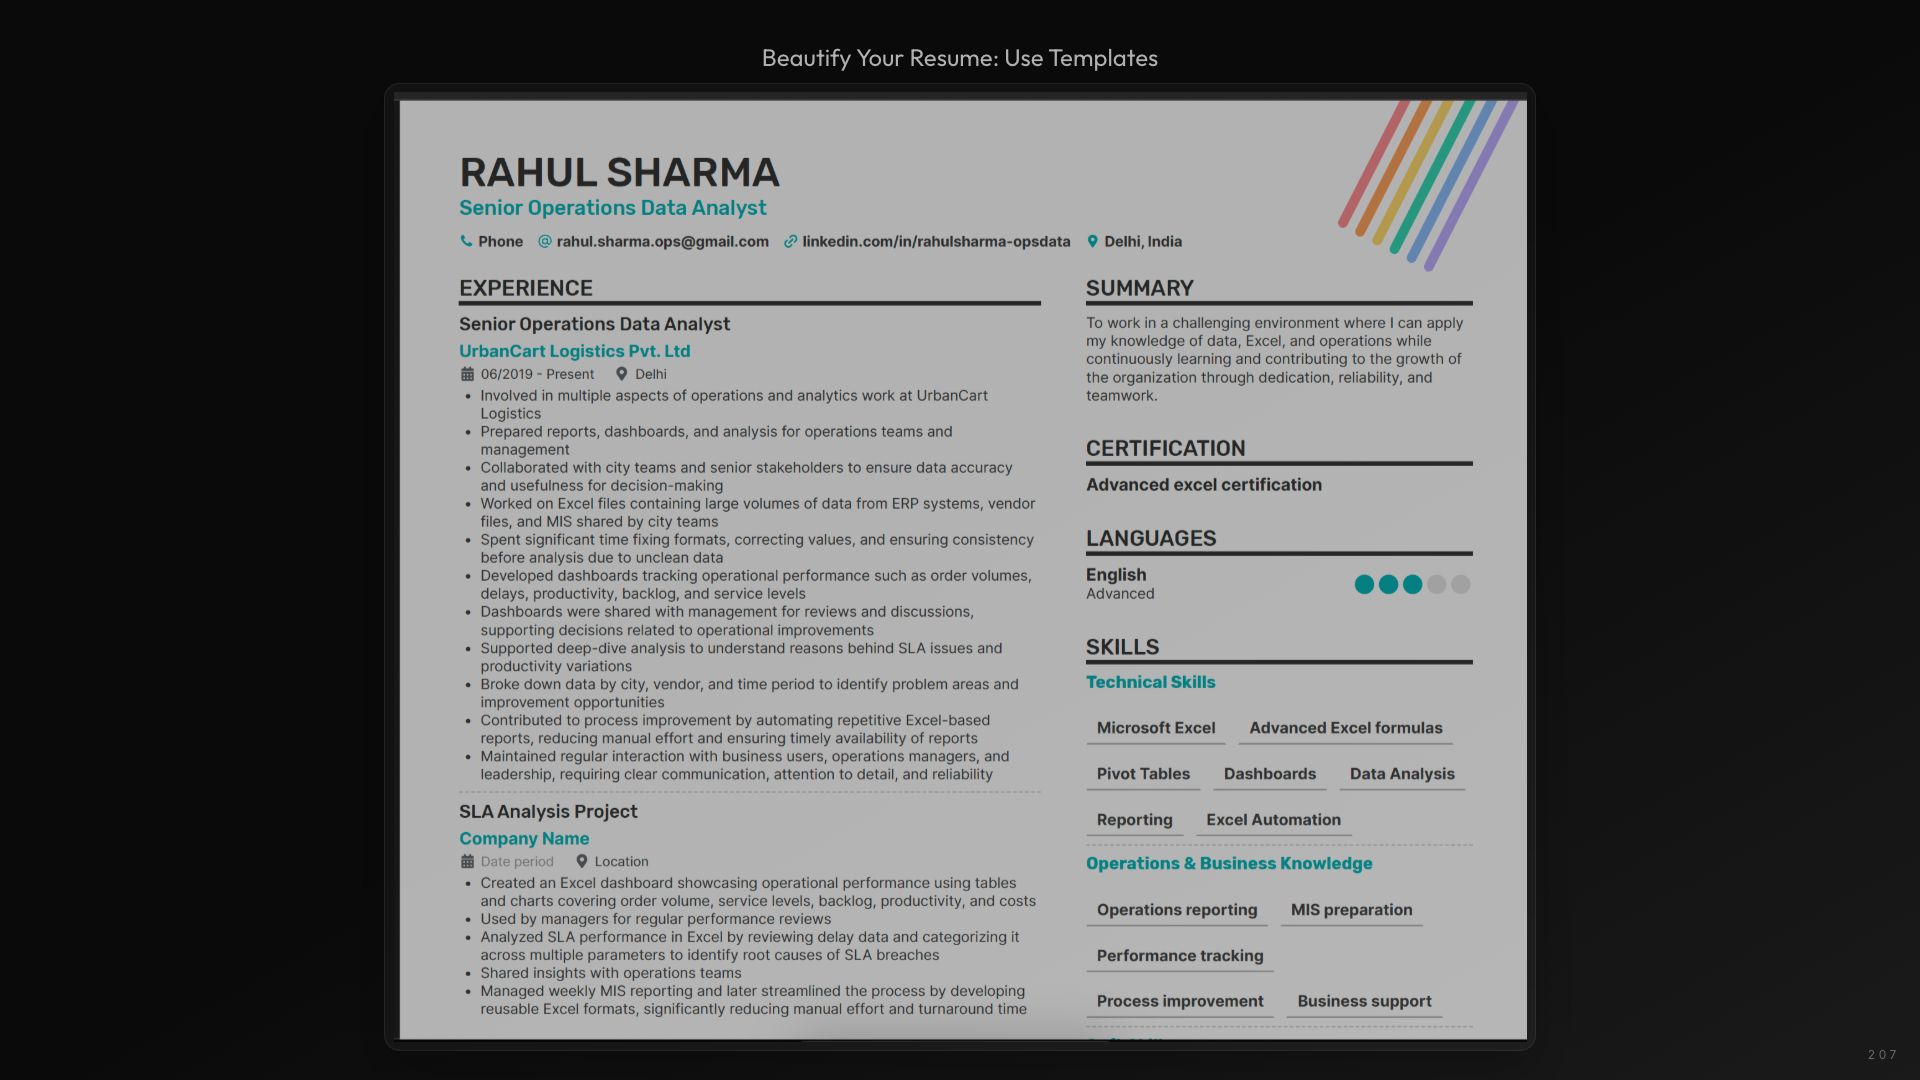 Beautify Your Resume: Use Templates
RAHUL SHARMA
Senior Operations Data Analyst
Phone rahul.sharma.ops@gmail.com linkedin.com/in/rahulsharma-opsdata Delhi, India
EXPERIENCE
Senior Operations Data Analyst
UrbanCart Logistics Pvt. Ltd
06/2019 - Present Delhi
• Involved in multiple aspects of operations and analytics work at UrbanCart
Logistics
• Prepared reports, dashboards, and analysis for operations teams and
management
• Collaborated with city teams and senior stakeholders to ensure data accuracy
and usefulness for decision-making
• Worked on Excel files containing large volumes of data from ERP systems, vendor
files, and MIS shared by city teams
• Spent significant time fixing formats, correcting values, and ensuring consistency
before analysis due to unclean data
• Developed dashboards tracking operational performance such as order volumes,
delays, productivity, backlog, and service levels
• Dashboards were shared with management for reviews and discussions,
supporting decisions related to operational improvements
• Supported deep-dive analysis to understand reasons behind SLA issues and
productivity variations
• Broke down data by city, vendor, and time period to identify problem areas and
improvement opportunities
• Contributed to process improvement by automating repetitive Excel-based
reports, reducing manual effort and ensuring timely availability of reports
• Maintained regular interaction with business users, operations managers, and
leadership, requiring clear communication, attention to detail, and reliability
SLA Analysis Project
Company Name
Date period Location
• Created an Excel dashboard showcasing operational performance using tables
and charts covering order volume, service levels, backlog, productivity, and costs
• Used by managers for regular performance reviews
• Analyzed SLA performance in Excel by reviewing delay data and categorizing it
across multiple parameters to identify root causes of SLA breaches
• Shared insights with operations teams
• Managed weekly MIS reporting and later streamlined the process by developing
reusable Excel formats, significantly reducing manual effort and turnaround time
SUMMARY
To work in a challenging environment where I can apply
my knowledge of data, Excel, and operations while
continuously learning and contributing to the growth of
the organization through dedication, reliability, and
teamwork.
CERTIFICATION
Advanced excel certification
LANGUAGES
English
Advanced
SKILLS
Technical Skills
Microsoft Excel Advanced Excel formulas
Pivot Tables Dashboards Data Analysis
Reporting Excel Automation
Operations & Business Knowledge
Operations reporting MIS preparation
Performance tracking
Process improvement Business support
207